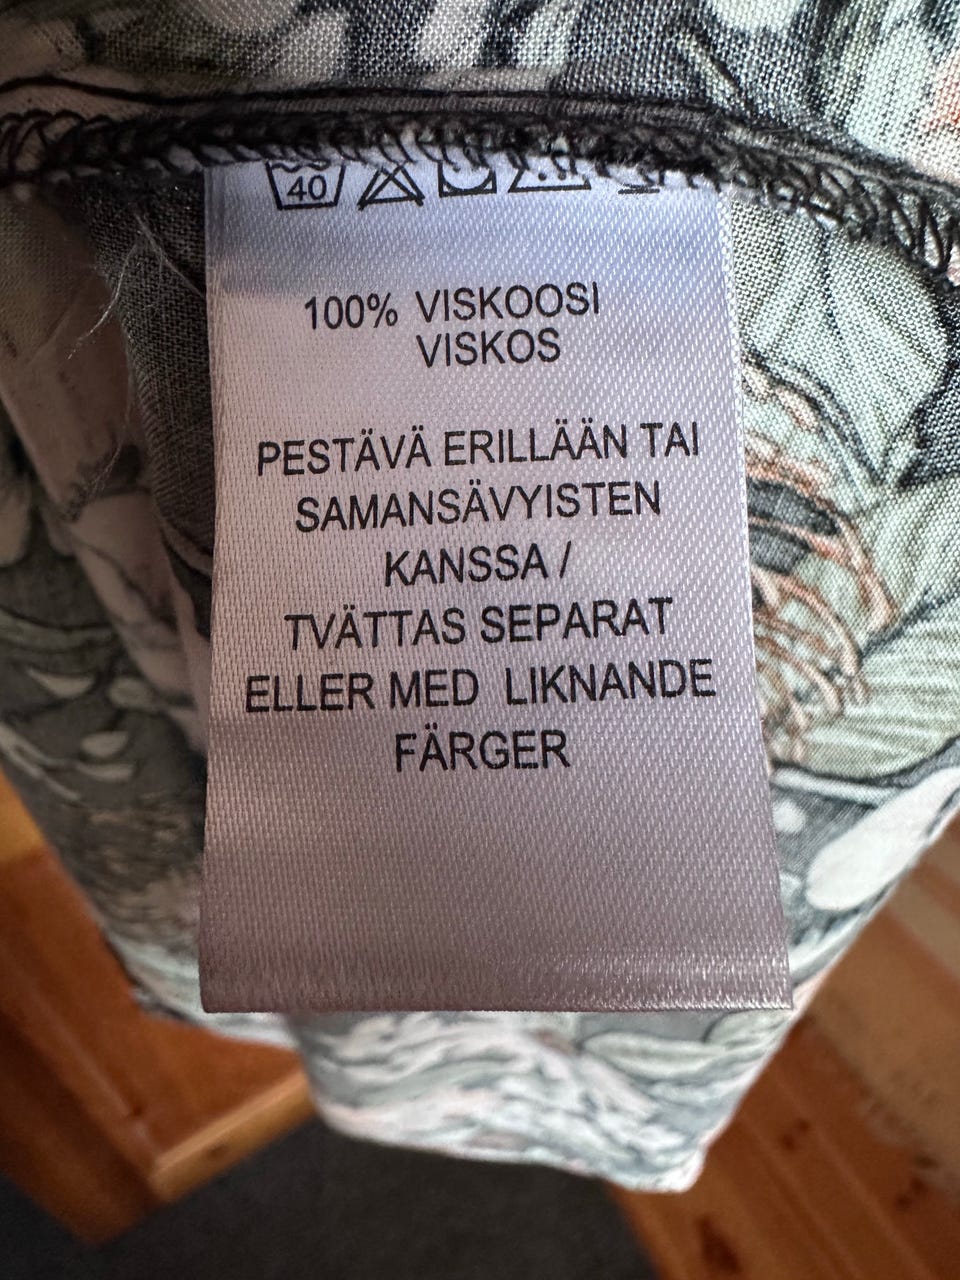 40
100% VISKOOSI
VISKOS
PESTÄVÄ ERILLÄÄN TAI
SAMANSÄVYISTEN
KANSSA /
TVÄTTAS SEPARAT
ELLER MED LIKNANDE
FÄRGER